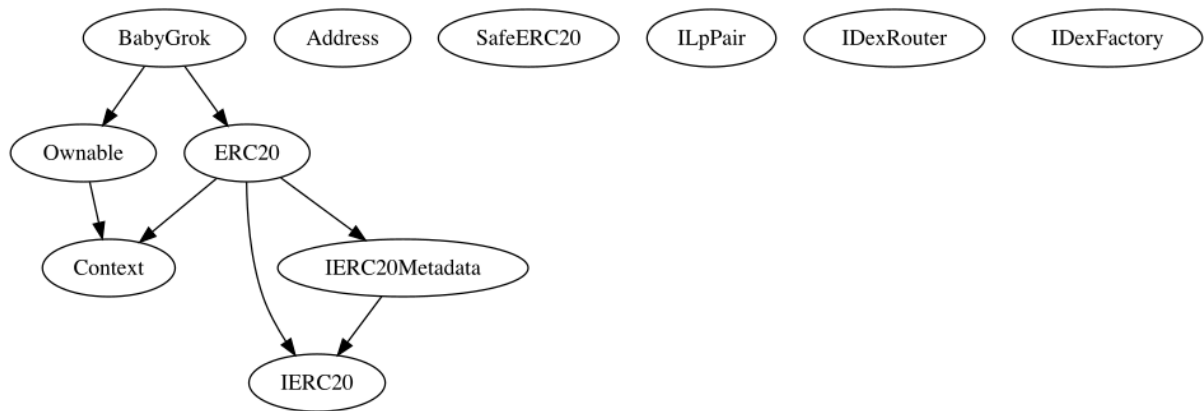 BabyGrok
Address
SafeERC20
ILpPair
IDexRouter
IDexFactory
Ownable
ERC20
Context
IERC20Metadata
IERC20